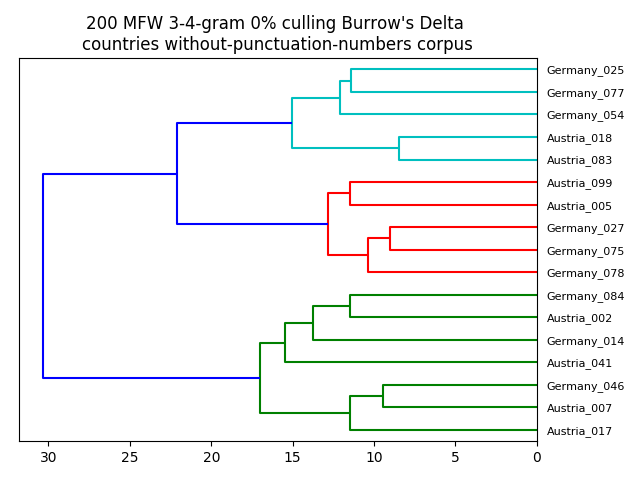 200 MFW 3-4-gram 0% culling Burrow's Delta
countries without-punctuation-numbers corpus
Germany_025
Germany_077
Germany_054
Austria_018
Austria_083
Austria_099
Austria_005
Germany_027
Germany_075
Germany_078
Germany_084
Austria_002
Germany_014
Austria_041
Germany_046
Austria_007
Austria_017
30 25 20 15 10 5 0